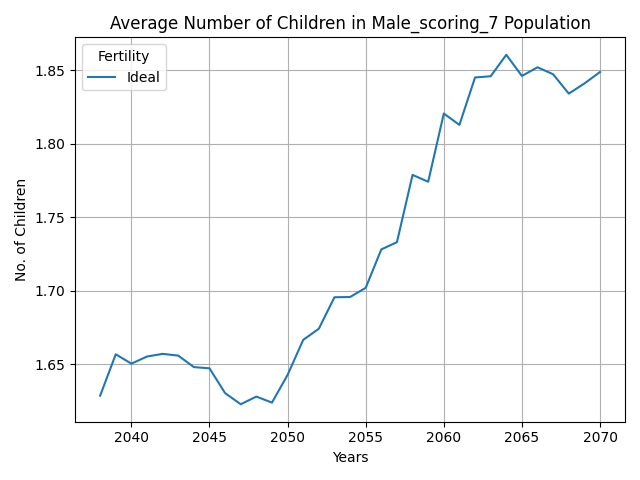 Average Number of Children in Male_scoring_7 Population
Fertility
Ideal
No. of Children
1.85
1.80
1.75
1.70
1.65
2040 2045 2050 2055 2060 2065 2070
Years